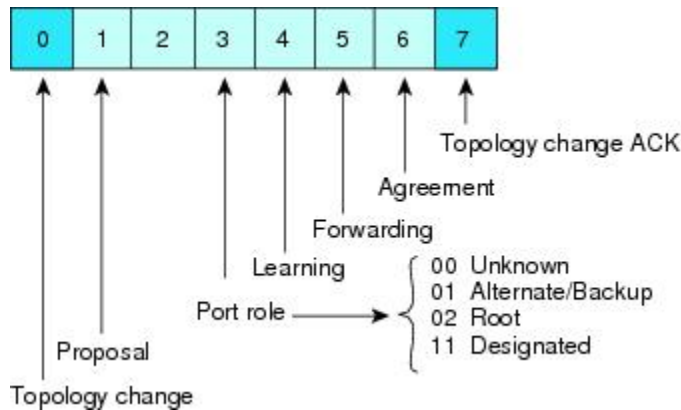 0 1 2 3 4 5 6 7
Topology change ACK
Agreement
Forwarding
Learning
Port role
00 Unknown
01 Alternate/Backup
02 Root
11 Designated
Proposal
Topology change